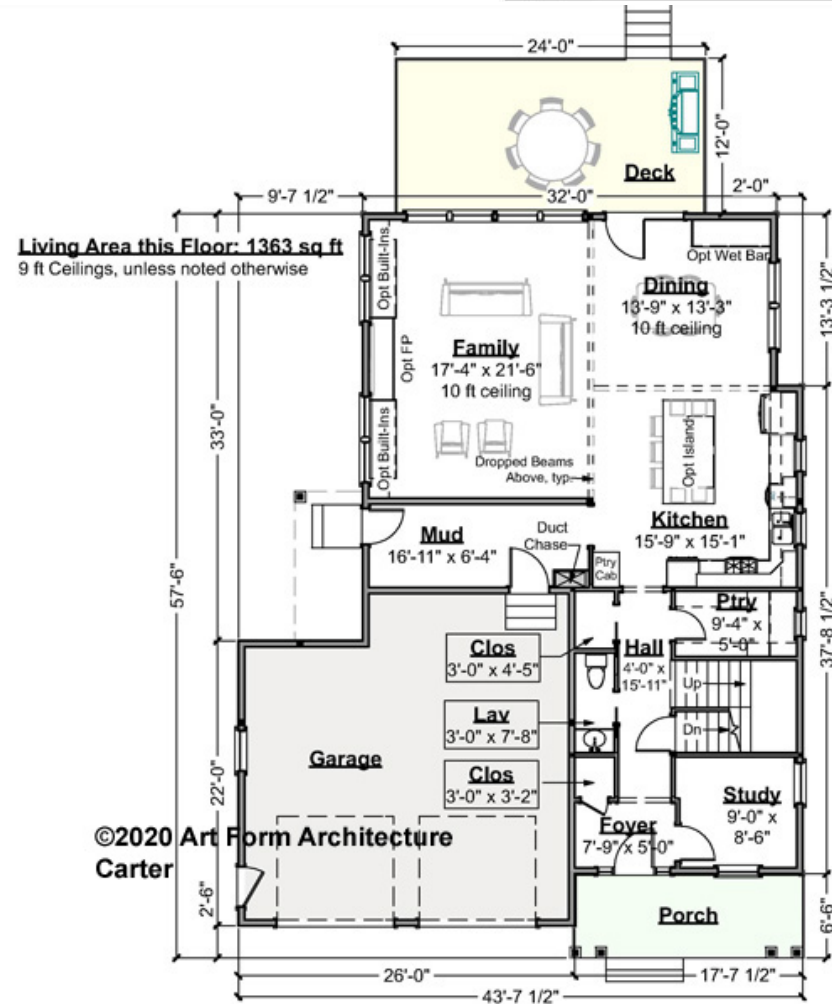 24'-0"
12'-0"
Deck
9'-7 1/2"
32'-0"
2'-0"
Living Area this Floor: 1363 sq ft
9 ft Ceilings, unless noted otherwise
Opt Built-Ins
Opt Wet Bar
Dining
13'-9" x 13'-3"
10 ft ceiling
13'-3 1/2"
Family
17'-4" x 21'-6"
10 ft ceiling
Opt FP
33'-0"
Opt Built-Ins
Opt Island
Dropped Beams
Above, typ.
Kitchen
15'-9" x 15'-1"
Mud
16'-11" x 6'-4"
Duct
Chase
Ptry
Cab
57'-6"
Ptry
9'-4" x
5'-0"
37'-8 1/2"
Clos
3'-0" x 4'-5"
Hall
4'-0" x
15'-11"
Up
Lav
3'-0" x 7'-8"
Dn
Garage
22'-0"
Clos
3'-0" x 3'-2"
Study
9'-0" x
8'-6"
Foyer
7'-9" x 5'-0"
©2020 Art Form Architecture
Carter
2'-6"
Porch
6'-6"
26'-0"
17'-7 1/2"
43'-7 1/2"